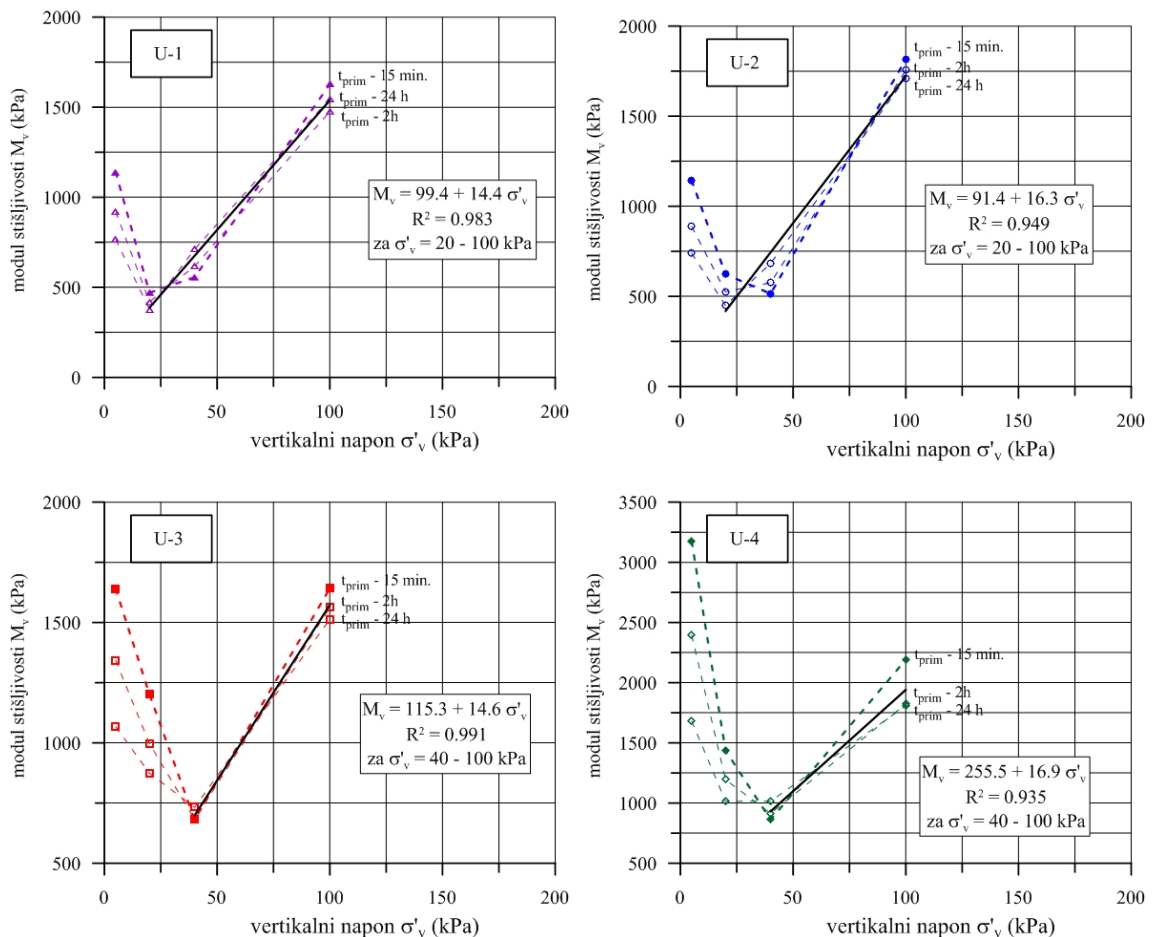 2000
1500
1000
500
0
modul stišljivosti Mv (kPa)
U-1
tprim - 15 min.
tprim - 24 h
tprim - 2h
Mv = 99.4 + 14.4 σ'v
R² = 0.983
za σ'v = 20 - 100 kPa
0 50 100 150 200
vertikalni napon σ'v (kPa)
2000
1500
1000
500
0
modul stišljivosti Mv (kPa)
U-2
tprim - 15 min.
tprim - 2h
tprim - 24 h
Mv = 91.4 + 16.3 σ'v
R² = 0.949
za σ'v = 20 - 100 kPa
0 50 100 150 200
vertikalni napon σ'v (kPa)
2000
1500
1000
500
modul stišljivosti Mv (kPa)
U-3
tprim - 15 min.
tprim - 2h
tprim - 24 h
Mv = 115.3 + 14.6 σ'v
R² = 0.991
za σ'v = 40 - 100 kPa
0 50 100 150 200
vertikalni napon σ'v (kPa)
3500
3000
2500
2000
1500
1000
500
modul stišljivosti Mv (kPa)
U-4
tprim - 15 min.
tprim - 2h
tprim - 24 h
Mv = 255.5 + 16.9 σ'v
R² = 0.935
za σ'v = 40 - 100 kPa
0 50 100 150 200
vertikalni napon σ'v (kPa)